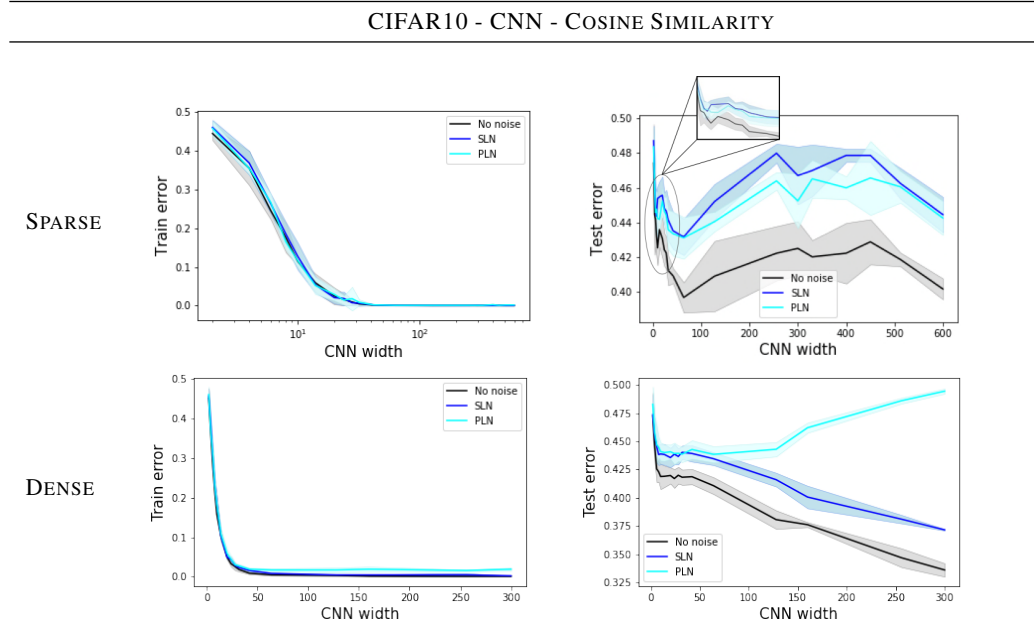 CIFAR10 - CNN - COSINE SIMILARITY
SPARSE
0.5
0.4
0.3
0.2
0.1
0.0
Train error
10¹
10²
CNN width
No noise
SLN
PLN
0.50
0.48
0.46
0.44
0.42
0.40
Test error
0
100
200
300
400
500
600
CNN width
No noise
SLN
PLN
DENSE
0.5
0.4
0.3
0.2
0.1
0.0
Train error
0
50
100
150
200
250
300
CNN width
No noise
SLN
PLN
0.500
0.475
0.450
0.425
0.400
0.375
0.350
0.325
Test error
0
50
100
150
200
250
300
CNN width
No noise
SLN
PLN